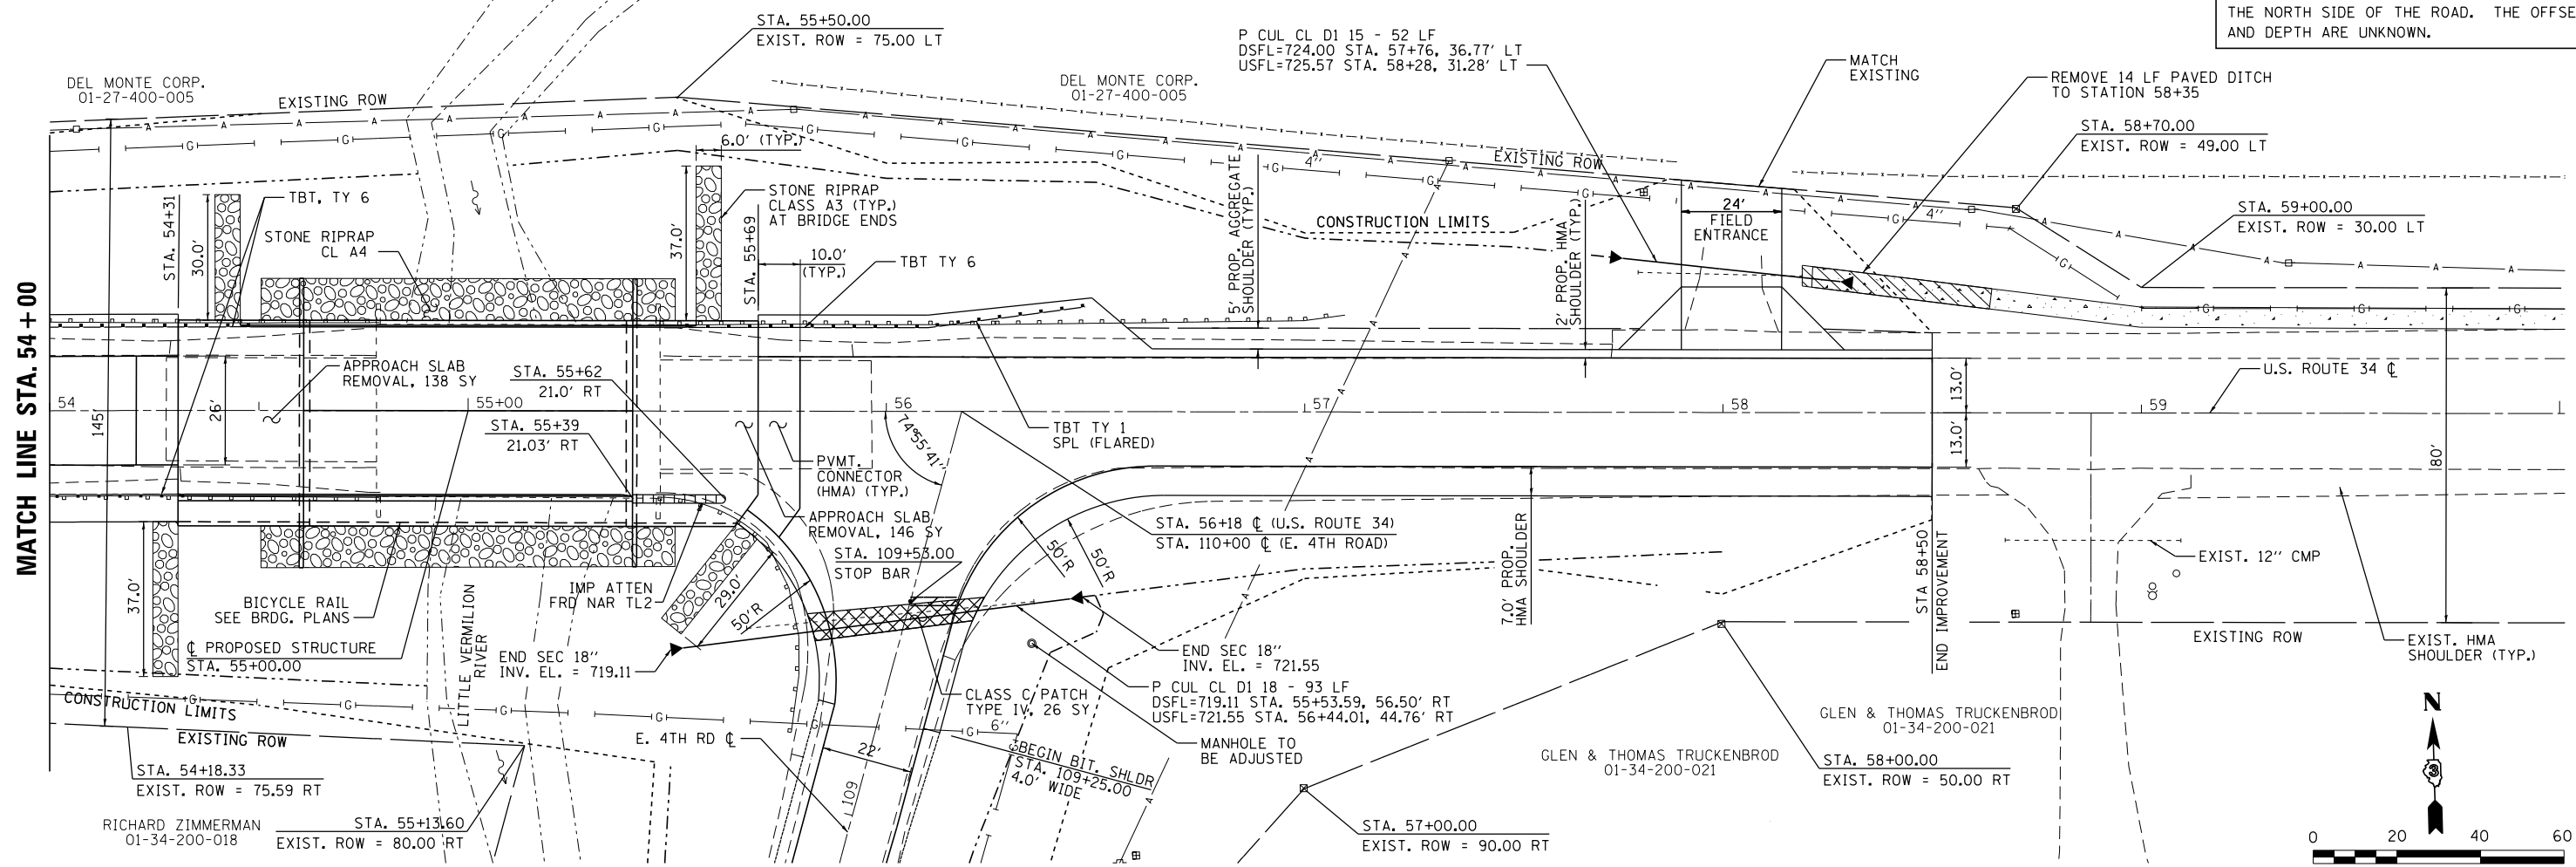 THE NORTH SIDE OF THE ROAD. THE OFFSE
AND DEPTH ARE UNKNOWN.
STA. 55+50.00
EXIST. ROW = 75.00 LT
P CUL CL D1 15 - 52 LF
DSFL=724.00 STA. 57+76, 36.77' LT
USFL=725.57 STA. 58+28, 31.28' LT
MATCH
EXISTING
REMOVE 14 LF PAVED DITCH
TO STATION 58+35
DEL MONTE CORP.
01-27-400-005
EXISTING ROW
DEL MONTE CORP.
01-27-400-005
STA. 58+70.00
EXIST. ROW = 49.00 LT
6.0' (TYP.)
4"
EXISTING ROW
STONE RIPRAP
CLASS A3 (TYP.)
AT BRIDGE ENDS
TBT, TY 6
STA. 54+31
30.0'
37.0'
STONE RIPRAP
CL A4
STA. 55+69
10.0'
(TYP.)
TBT TY 6
5' PROP. AGGREGATE
SHOULDER (TYP.)
CONSTRUCTION LIMITS
2' PROP. HMA
SHOULDER (TYP.)
24'
FIELD
ENTRANCE
4"
STA. 59+00.00
EXIST. ROW = 30.00 LT
MATCH LINE STA. 54+00
145'
26'
APPROACH SLAB
REMOVAL, 138 SY
STA. 55+62
21.0' RT
STA. 55+39
21.03' RT
54
55+00
56
57
58
59
74°55'41"
TBT TY 1
SPL (FLARED)
13.0'
13.0'
U.S. ROUTE 34 ℄
80'
PVMT.
CONNECTOR
(HMA) (TYP.)
APPROACH SLAB
REMOVAL, 146 SY
STA. 109+53.00
STOP BAR
STA. 56+18 ℄ (U.S. ROUTE 34)
STA. 110+00 ℄ (E. 4TH ROAD)
50'R
50'R
7.0' PROP.
HMA SHOULDER
STA 58+50
END IMPROVEMENT
EXIST. 12" CMP
37.0'
BICYCLE RAIL
SEE BRDG. PLANS
IMP ATTEN
FRD NAR TL2
29.0'
50'R
℄ PROPOSED STRUCTURE
STA. 55+00.00
LITTLE VERMILION
RIVER
END SEC 18"
INV. EL. = 719.11
END SEC 18"
INV. EL. = 721.55
EXISTING ROW
EXIST. HMA
SHOULDER (TYP.)
CONSTRUCTION LIMITS
EXISTING ROW
CLASS C PATCH
TYPE IV, 26 SY
P CUL CL D1 18 - 93 LF
DSFL=719.11 STA. 55+53.59, 56.50' RT
USFL=721.55 STA. 56+44.01, 44.76' RT
6"
E. 4TH RD ℄
22'
BEGIN BIT. SHLDR
STA. 109+25.00
4.0' WIDE
MANHOLE TO
BE ADJUSTED
GLEN & THOMAS TRUCKENBROD
01-34-200-021
GLEN & THOMAS TRUCKENBROD
01-34-200-021
STA. 54+18.33
EXIST. ROW = 75.59 RT
109
STA. 58+00.00
EXIST. ROW = 50.00 RT
N
3
RICHARD ZIMMERMAN
01-34-200-018
STA. 55+13.60
EXIST. ROW = 80.00 RT
STA. 57+00.00
EXIST. ROW = 90.00 RT
0 20 40 60